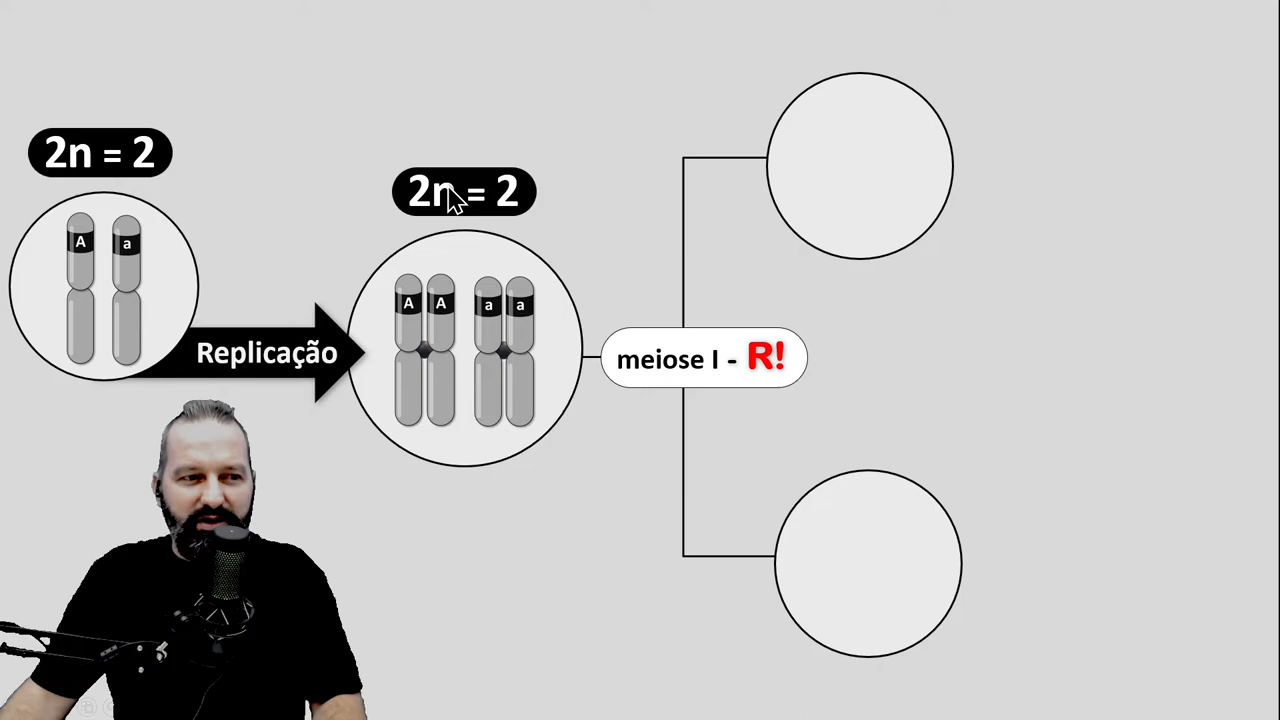 2n = 2
A a
Replicação
2n = 2
A A a a
meiose I - R!